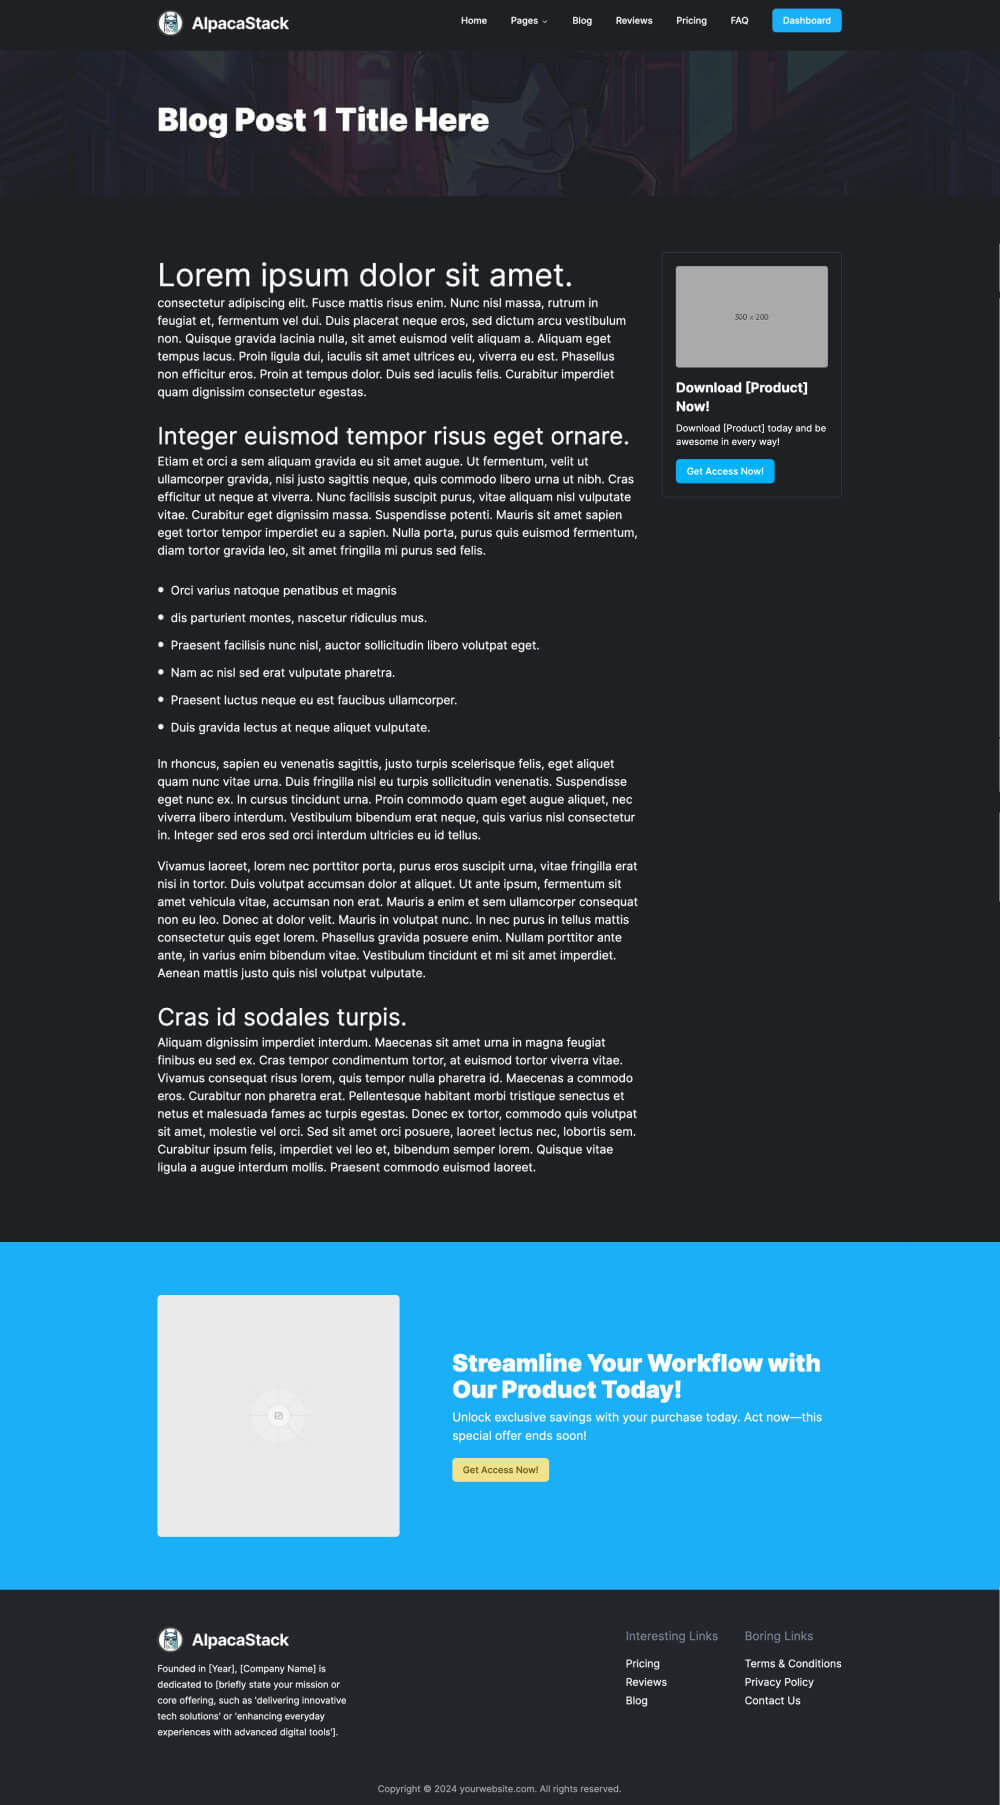 AlpacaStack
Home Pages Blog Reviews Pricing FAQ Dashboard
Blog Post 1 Title Here
Lorem ipsum dolor sit amet.
consectetur adipiscing elit. Fusce mattis risus enim. Nunc nisl massa, rutrum in
feugiat et, fermentum vel dui. Duis placerat neque eros, sed dictum arcu vestibulum
non. Quisque gravida lacinia nulla, sit amet euismod velit aliquam a. Aliquam eget
tempus lacus. Proin ligula dui, iaculis sit amet ultrices eu, viverra eu est. Phasellus
non efficitur eros. Proin at tempus dolor. Duis sed iaculis felis. Curabitur imperdiet
quam dignissim consectetur egestas.
Integer euismod tempor risus eget ornare.
Etiam et orci a sem aliquam gravida eu sit amet augue. Ut fermentum, velit ut
ullamcorper gravida, nisi justo sagittis neque, quis commodo libero urna ut nibh. Cras
efficitur ut neque at viverra. Nunc facilisis suscipit purus, vitae aliquam nisl vulputate
vitae. Curabitur eget dignissim massa. Suspendisse potenti. Mauris sit amet sapien
eget tortor tempor imperdiet eu a sapien. Nulla porta, purus quis euismod fermentum,
diam tortor gravida leo, sit amet fringilla mi purus sed felis.
• Orci varius natoque penatibus et magnis
• dis parturient montes, nascetur ridiculus mus.
• Praesent facilisis nunc nisl, auctor sollicitudin libero volutpat eget.
• Nam ac nisl sed erat vulputate pharetra.
• Praesent luctus neque eu est faucibus ullamcorper.
• Duis gravida lectus at neque aliquet vulputate.
In rhoncus, sapien eu venenatis sagittis, justo turpis scelerisque felis, eget aliquet
quam nunc vitae urna. Duis fringilla nisl eu turpis sollicitudin venenatis. Suspendisse
eget nunc ex. In cursus tincidunt urna. Proin commodo quam eget augue aliquet, nec
viverra libero interdum. Vestibulum bibendum erat neque, quis varius nisl consectetur
in. Integer sed eros sed orci interdum ultricies eu id tellus.
Vivamus laoreet, lorem nec porttitor porta, purus eros suscipit urna, vitae fringilla erat
nisi in tortor. Duis volutpat accumsan dolor at aliquet. Ut ante ipsum, fermentum sit
amet vehicula vitae, accumsan non erat. Mauris a enim et sem ullamcorper consequat
non eu leo. Donec at dolor velit. Mauris in volutpat nunc. In nec purus in tellus mattis
consectetur quis eget lorem. Phasellus gravida posuere enim. Nullam porttitor ante
ante, in varius enim bibendum vitae. Vestibulum tincidunt et mi sit amet imperdiet.
Aenean mattis justo quis nisl volutpat vulputate.
Cras id sodales turpis.
Aliquam dignissim imperdiet interdum. Maecenas sit amet urna in magna feugiat
finibus eu sed ex. Cras tempor condimentum tortor, at euismod tortor viverra vitae.
Vivamus consequat risus lorem, quis tempor nulla pharetra id. Maecenas a commodo
eros. Curabitur non pharetra erat. Pellentesque habitant morbi tristique senectus et
netus et malesuada fames ac turpis egestas. Donec ex tortor, commodo quis volutpat
sit amet, molestie vel orci. Sed sit amet orci posuere, laoreet lectus nec, lobortis sem.
Curabitur ipsum felis, imperdiet vel leo et, bibendum semper lorem. Quisque vitae
ligula a augue interdum mollis. Praesent commodo euismod laoreet.
300 x 200
Download [Product]
Now!
Download [Product] today and be
awesome in every way!
Get Access Now!
Streamline Your Workflow with
Our Product Today!
Unlock exclusive savings with your purchase today. Act now—this
special offer ends soon!
Get Access Now!
AlpacaStack
Founded in [Year], [Company Name] is
dedicated to [briefly state your mission or
core offering, such as 'delivering innovative
tech solutions' or 'enhancing everyday
experiences with advanced digital tools'].
Interesting Links
Pricing
Reviews
Blog
Boring Links
Terms & Conditions
Privacy Policy
Contact Us
Copyright © 2024 yourwebsite.com. All rights reserved.